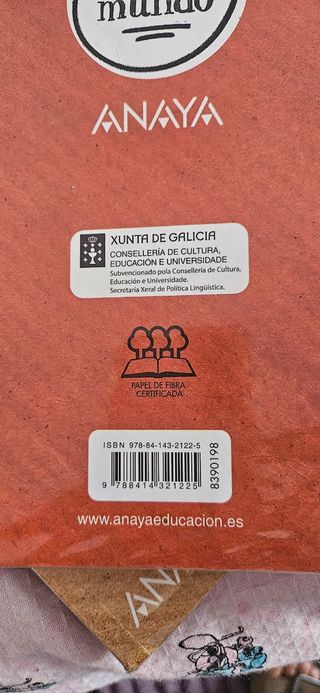 mundo
ANAYA
XUNTA DE GALICIA
CONSELLERÍA DE CULTURA,
EDUCACIÓN E UNIVERSIDADE
Subvencionado pola Consellería de Cultura,
Educación e Universidade.
Secretaría Xeral de Política Lingüística.
PAPEL DE FIBRA
CERTIFICADA
ISBN 978-84-143-2122-5
9 788414 321225
8390198
www.anayaeducacion.es
ANAYA